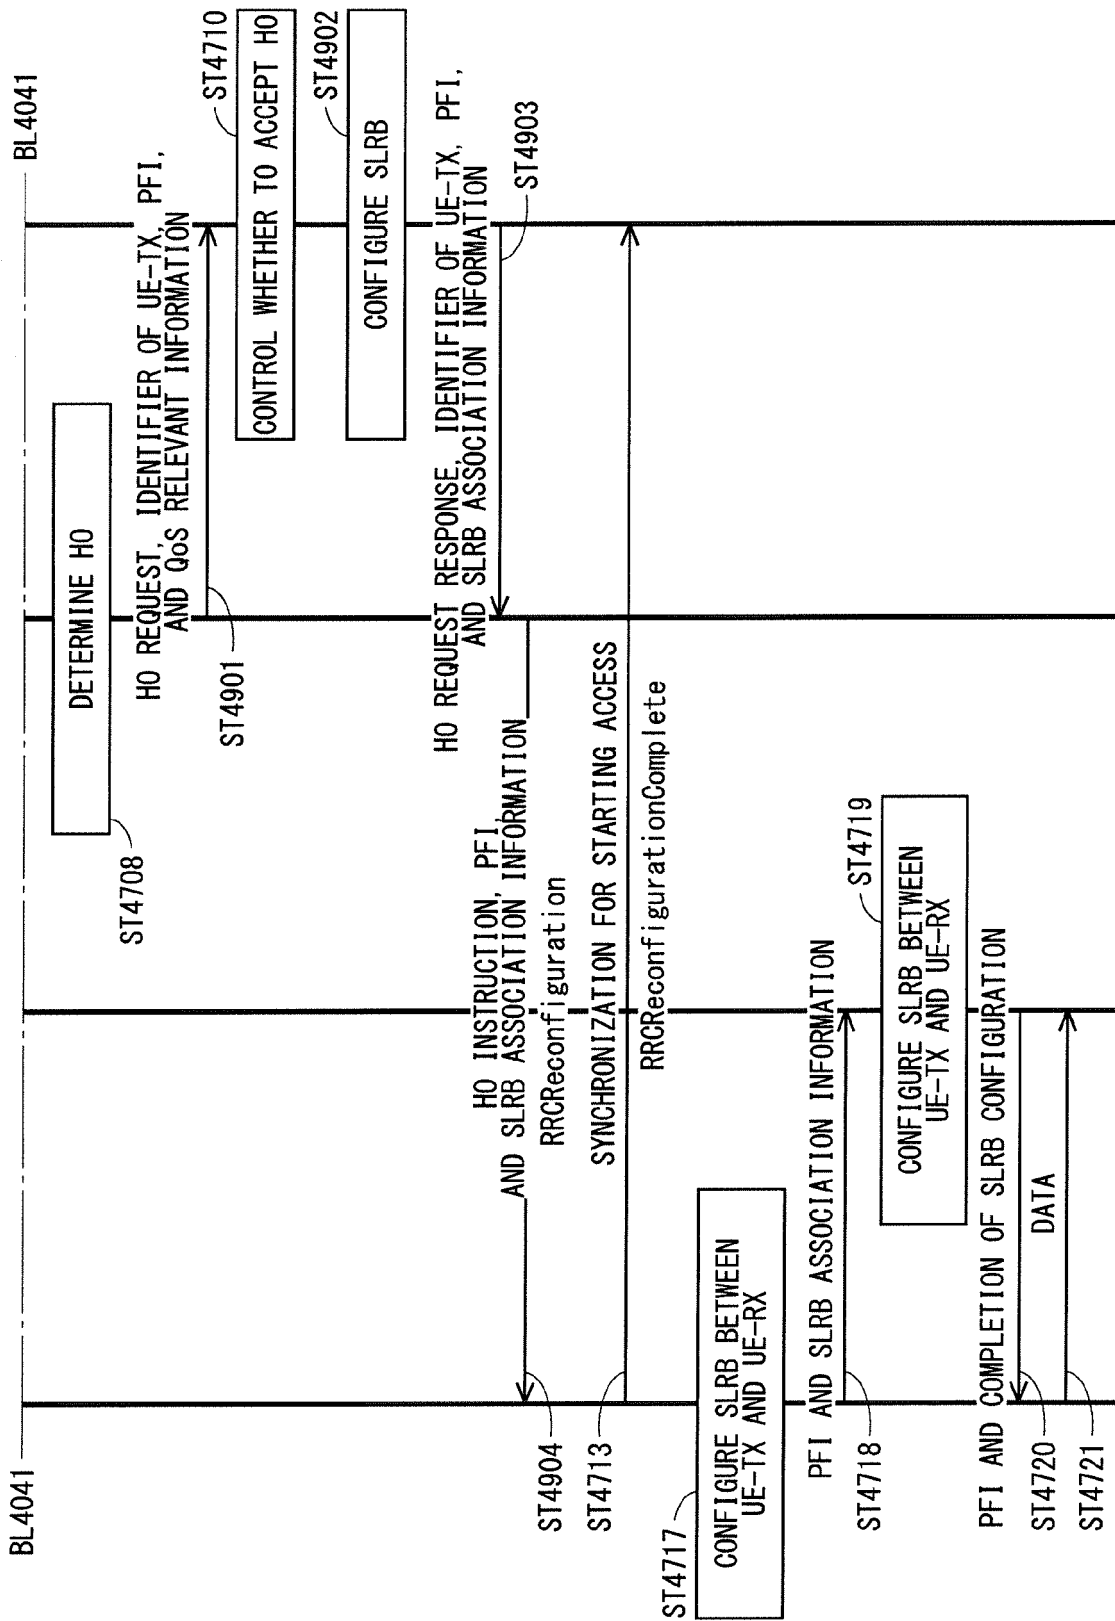 BL4041
BL4041
DETERMINE HO
ST4708
HO REQUEST, IDENTIFIER OF UE-TX, PFI,
AND QoS RELEVANT INFORMATION
ST4901
ST4710
CONTROL WHETHER TO ACCEPT HO
ST4902
CONFIGURE SLRB
HO REQUEST RESPONSE, IDENTIFIER OF UE-TX, PFI,
AND SLRB ASSOCIATION INFORMATION
ST4903
HO INSTRUCTION, PFI,
AND SLRB ASSOCIATION INFORMATION
RRCReconfiguration
ST4904
SYNCHRONIZATION FOR STARTING ACCESS
RRCReconfigurationComplete
ST4713
ST4717
CONFIGURE SLRB BETWEEN
UE-TX AND UE-RX
PFI AND SLRB ASSOCIATION INFORMATION
ST4718
ST4719
CONFIGURE SLRB BETWEEN
UE-TX AND UE-RX
PFI AND COMPLETION OF SLRB CONFIGURATION
ST4720
DATA
ST4721